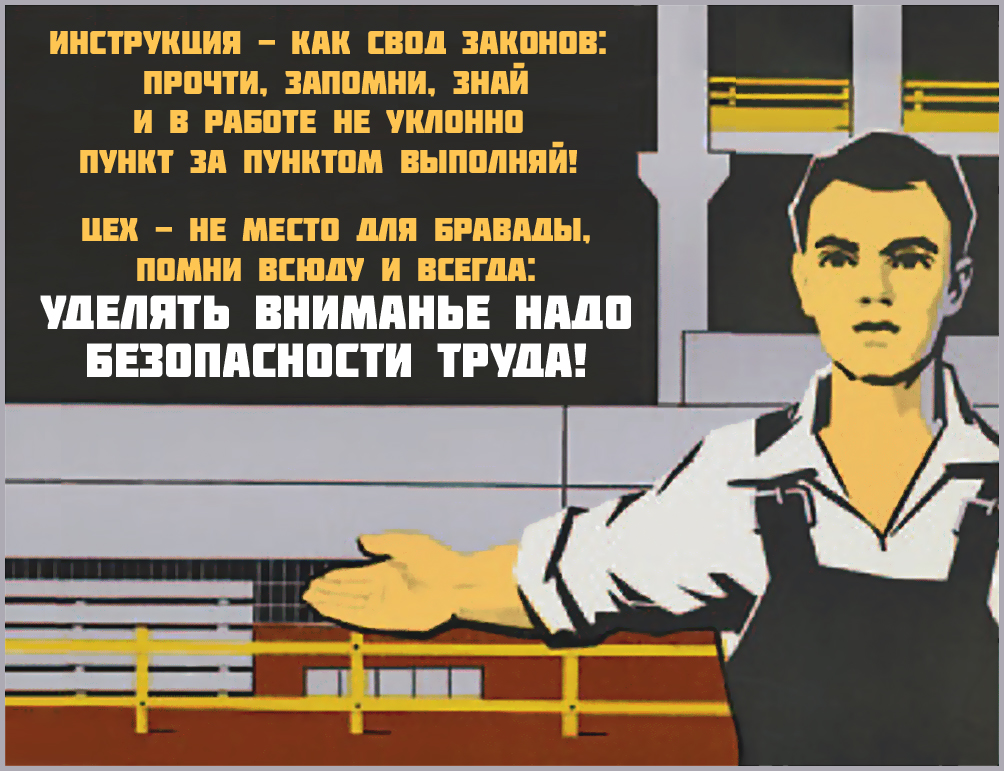 ИНСТРУКЦИЯ – КАК СВОД ЗАКОНОВ:
ПРОЧТИ, ЗАПОМНИ, ЗНАЙ
И В РАБОТЕ НЕ УКЛОННО
ПУНКТ ЗА ПУНКТОМ ВЫПОЛНЯЙ!
ЦЕХ – НЕ МЕСТО ДЛЯ БРАВАДЫ,
ПОМНИ ВСЮДУ И ВСЕГДА:
УДЕЛЯТЬ ВНИМАНЬЕ НАДО
БЕЗОПАСНОСТИ ТРУДА!